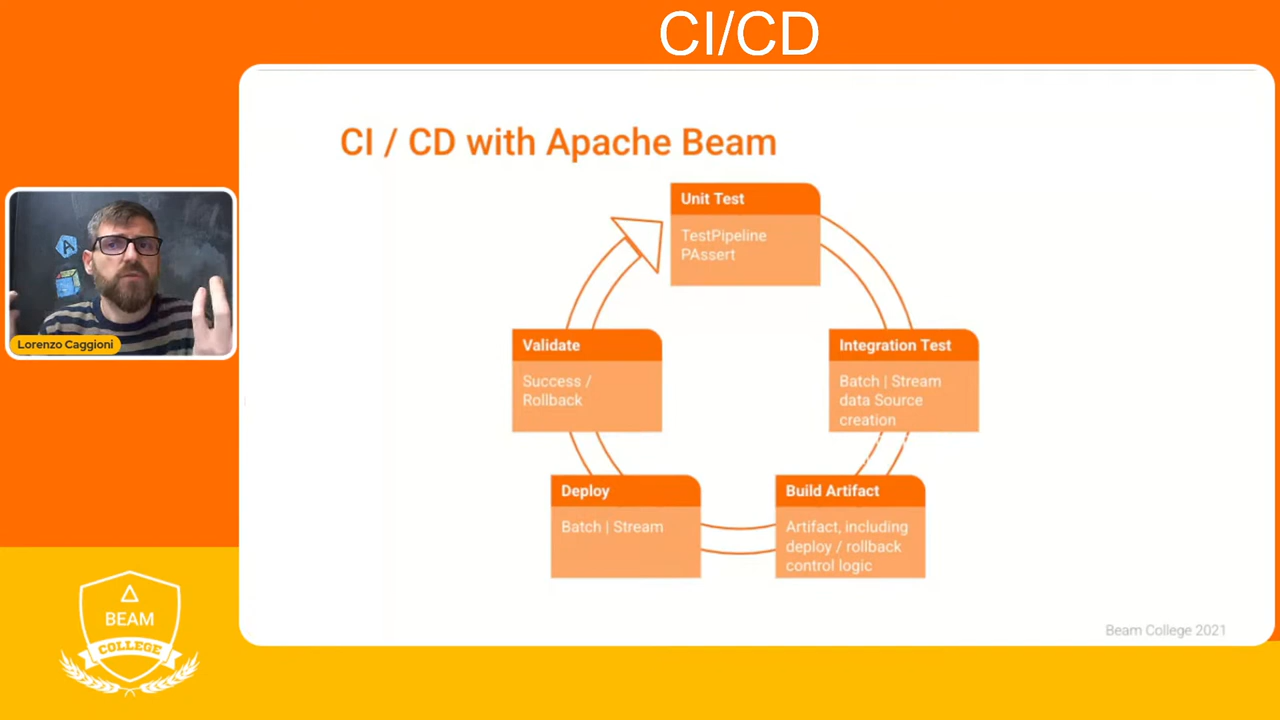 CI/CD
CI / CD with Apache Beam
Unit Test
TestPipeline
PAssert
Validate
Success /
Rollback
Integration Test
Batch | Stream
data Source
creation
Deploy
Batch | Stream
Build Artifact
Artifact, including
deploy / rollback
control logic
A
Lorenzo Caggioni
BEAM
COLLEGE
Beam College 2021